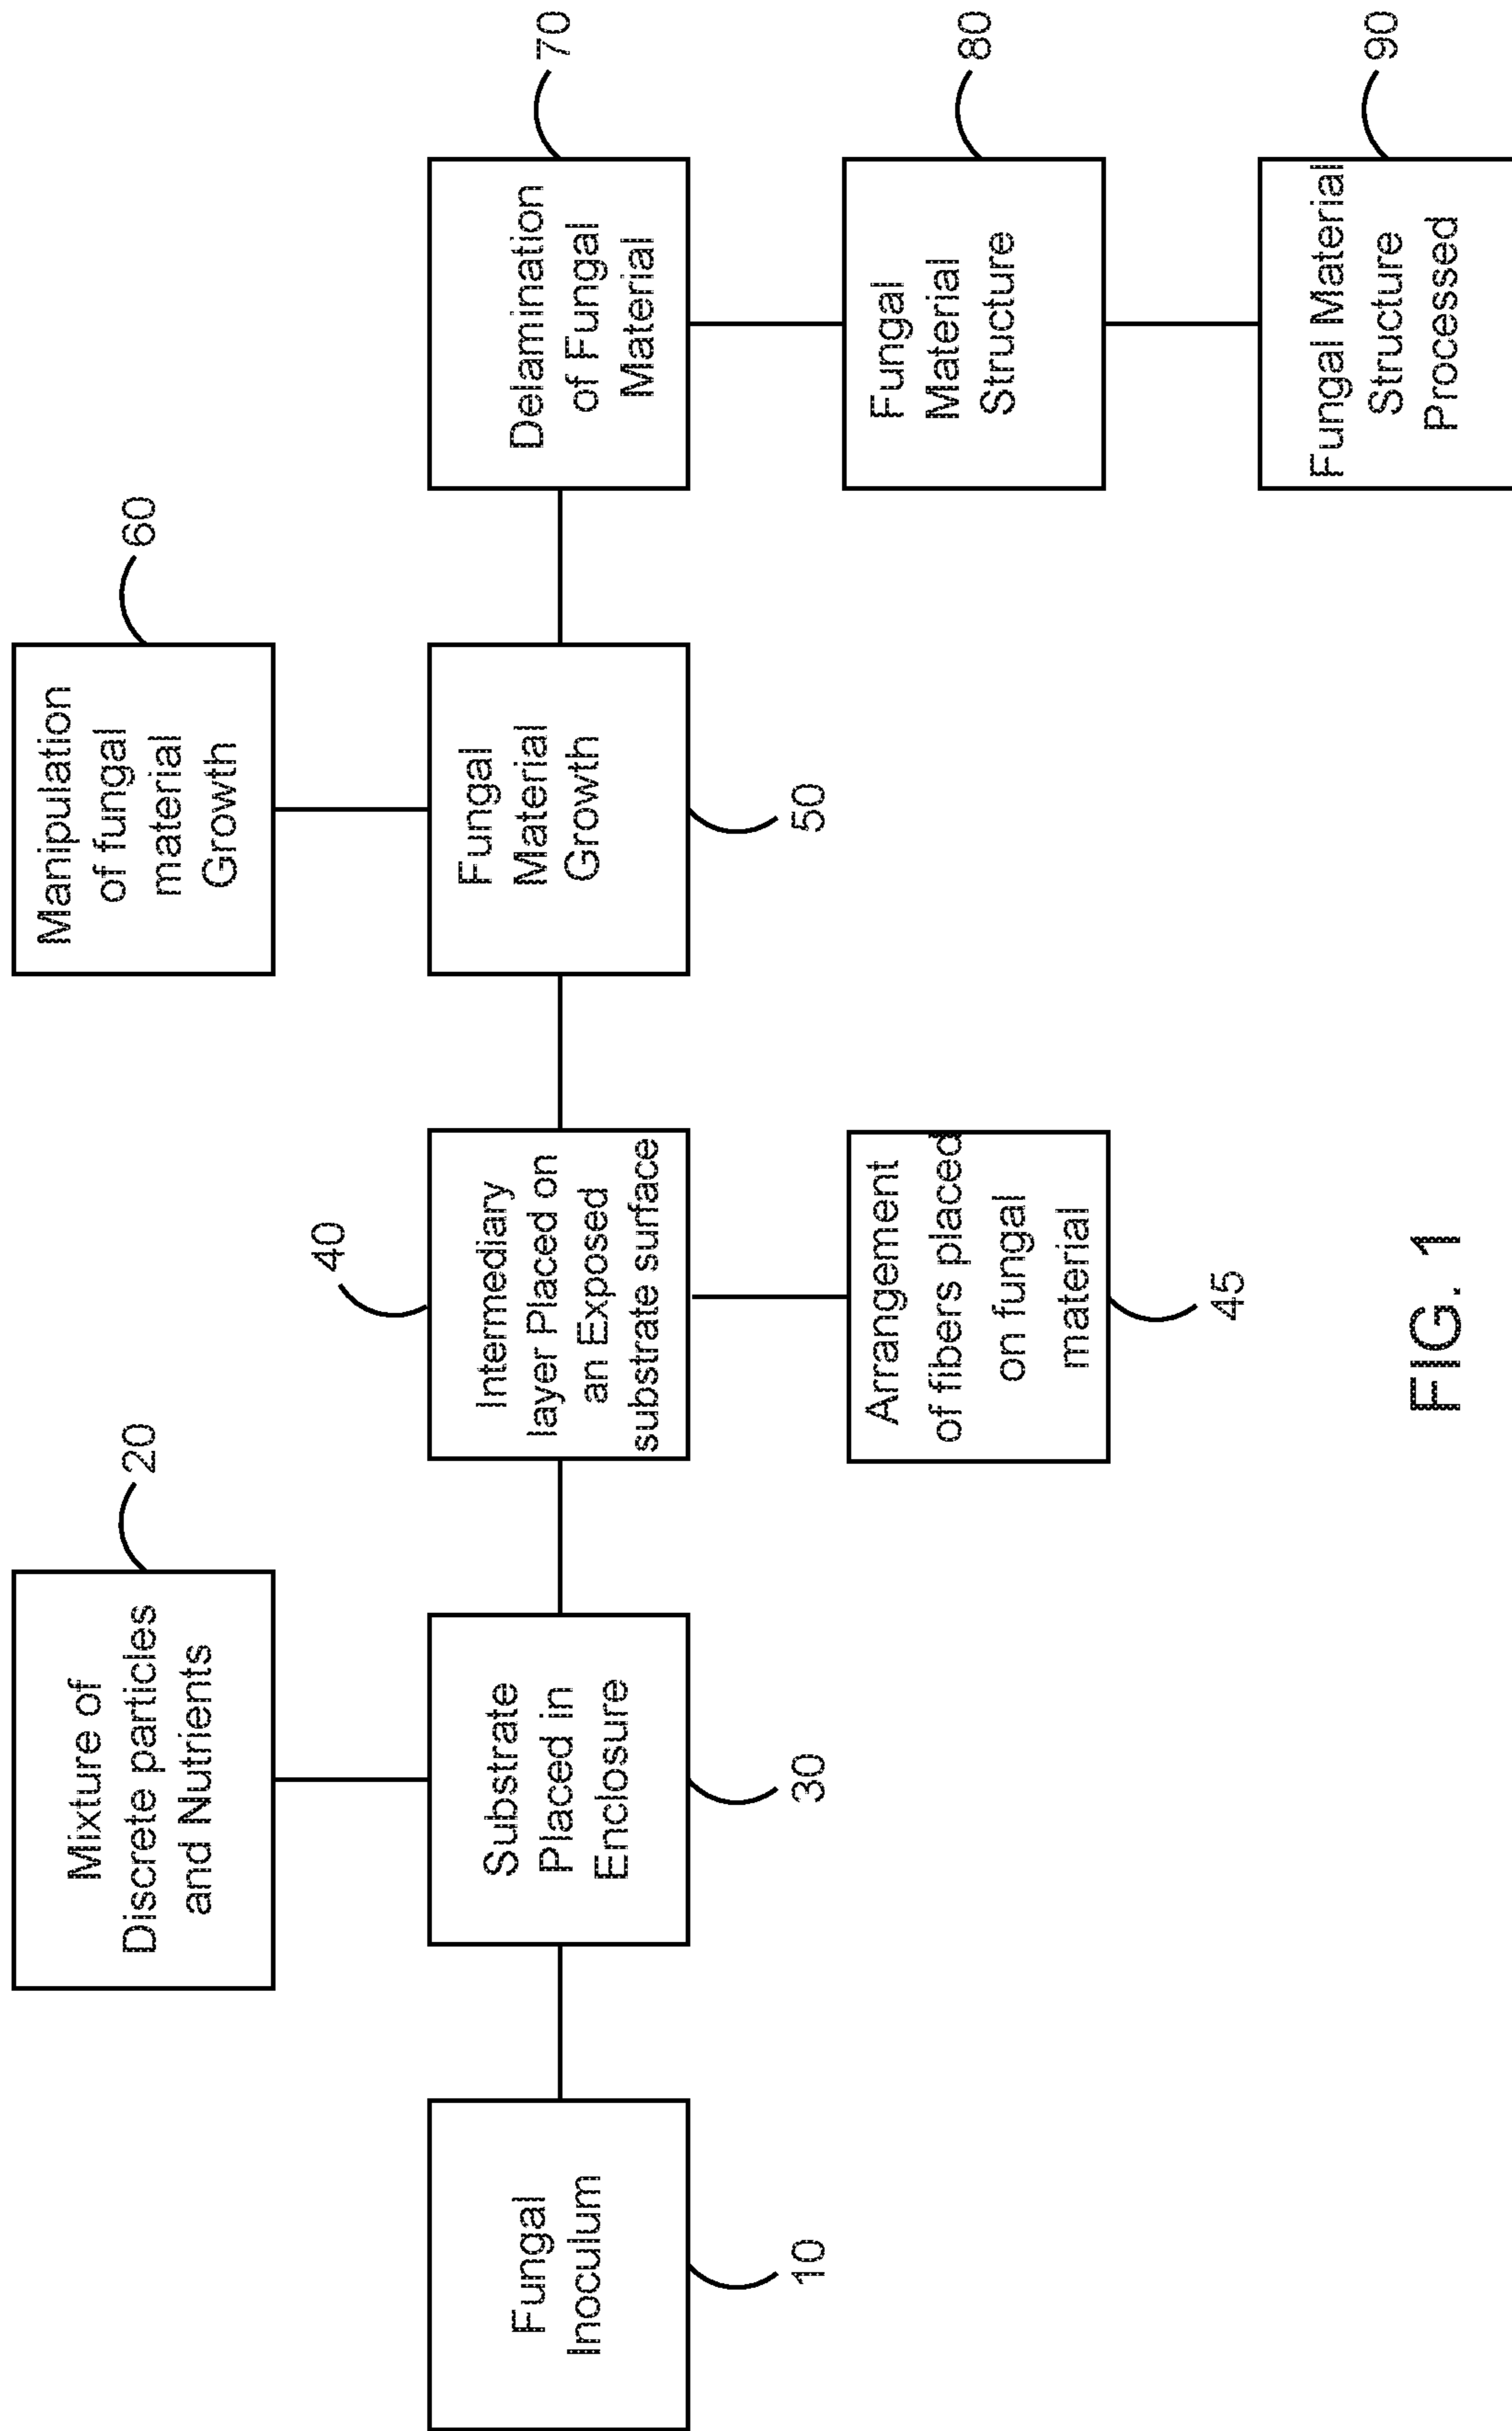 Mixture of
Discrete particles
and Nutrients
20
Manipulation
of fungal
material
Growth
60
Fungal
Inoculum
10
Substrate
Placed in
Enclosure
30
Intermediary
layer Placed on
an Exposed
substrate surface
40
Fungal
Material
Growth
50
Delamination
of Fungal
Material
70
Arrangement
of fibers placed
on fungal
material
45
Fungal
Material
Structure
80
Fungal Material
Structure
Processed
90
FIG. 1